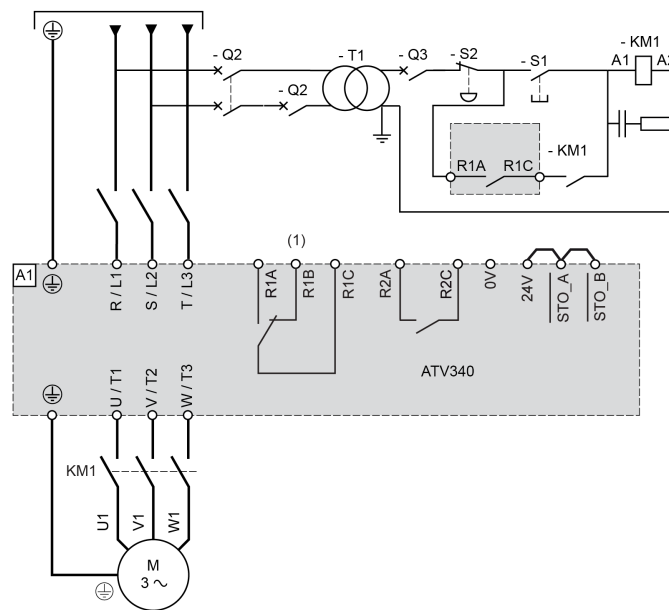 - Q2
- T1
- Q3
- S2
- S1
- KM1
A1
A2
- Q2
R1A
R1C
- KM1
(1)
A1
R / L1
S / L2
T / L3
R1A
R1B
R1C
R2A
R2C
0V
24V
STO_A
STO_B
ATV340
U / T1
V / T2
W / T3
KM1
U1
V1
W1
M
3 ~